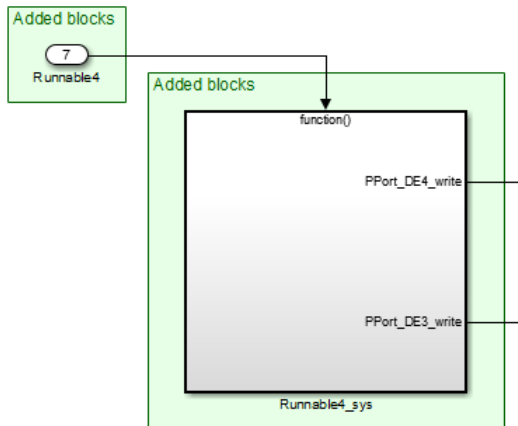 Added blocks
7
Runnable4
Added blocks
function()
PPort_DE4_write
PPort_DE3_write
Runnable4_sys